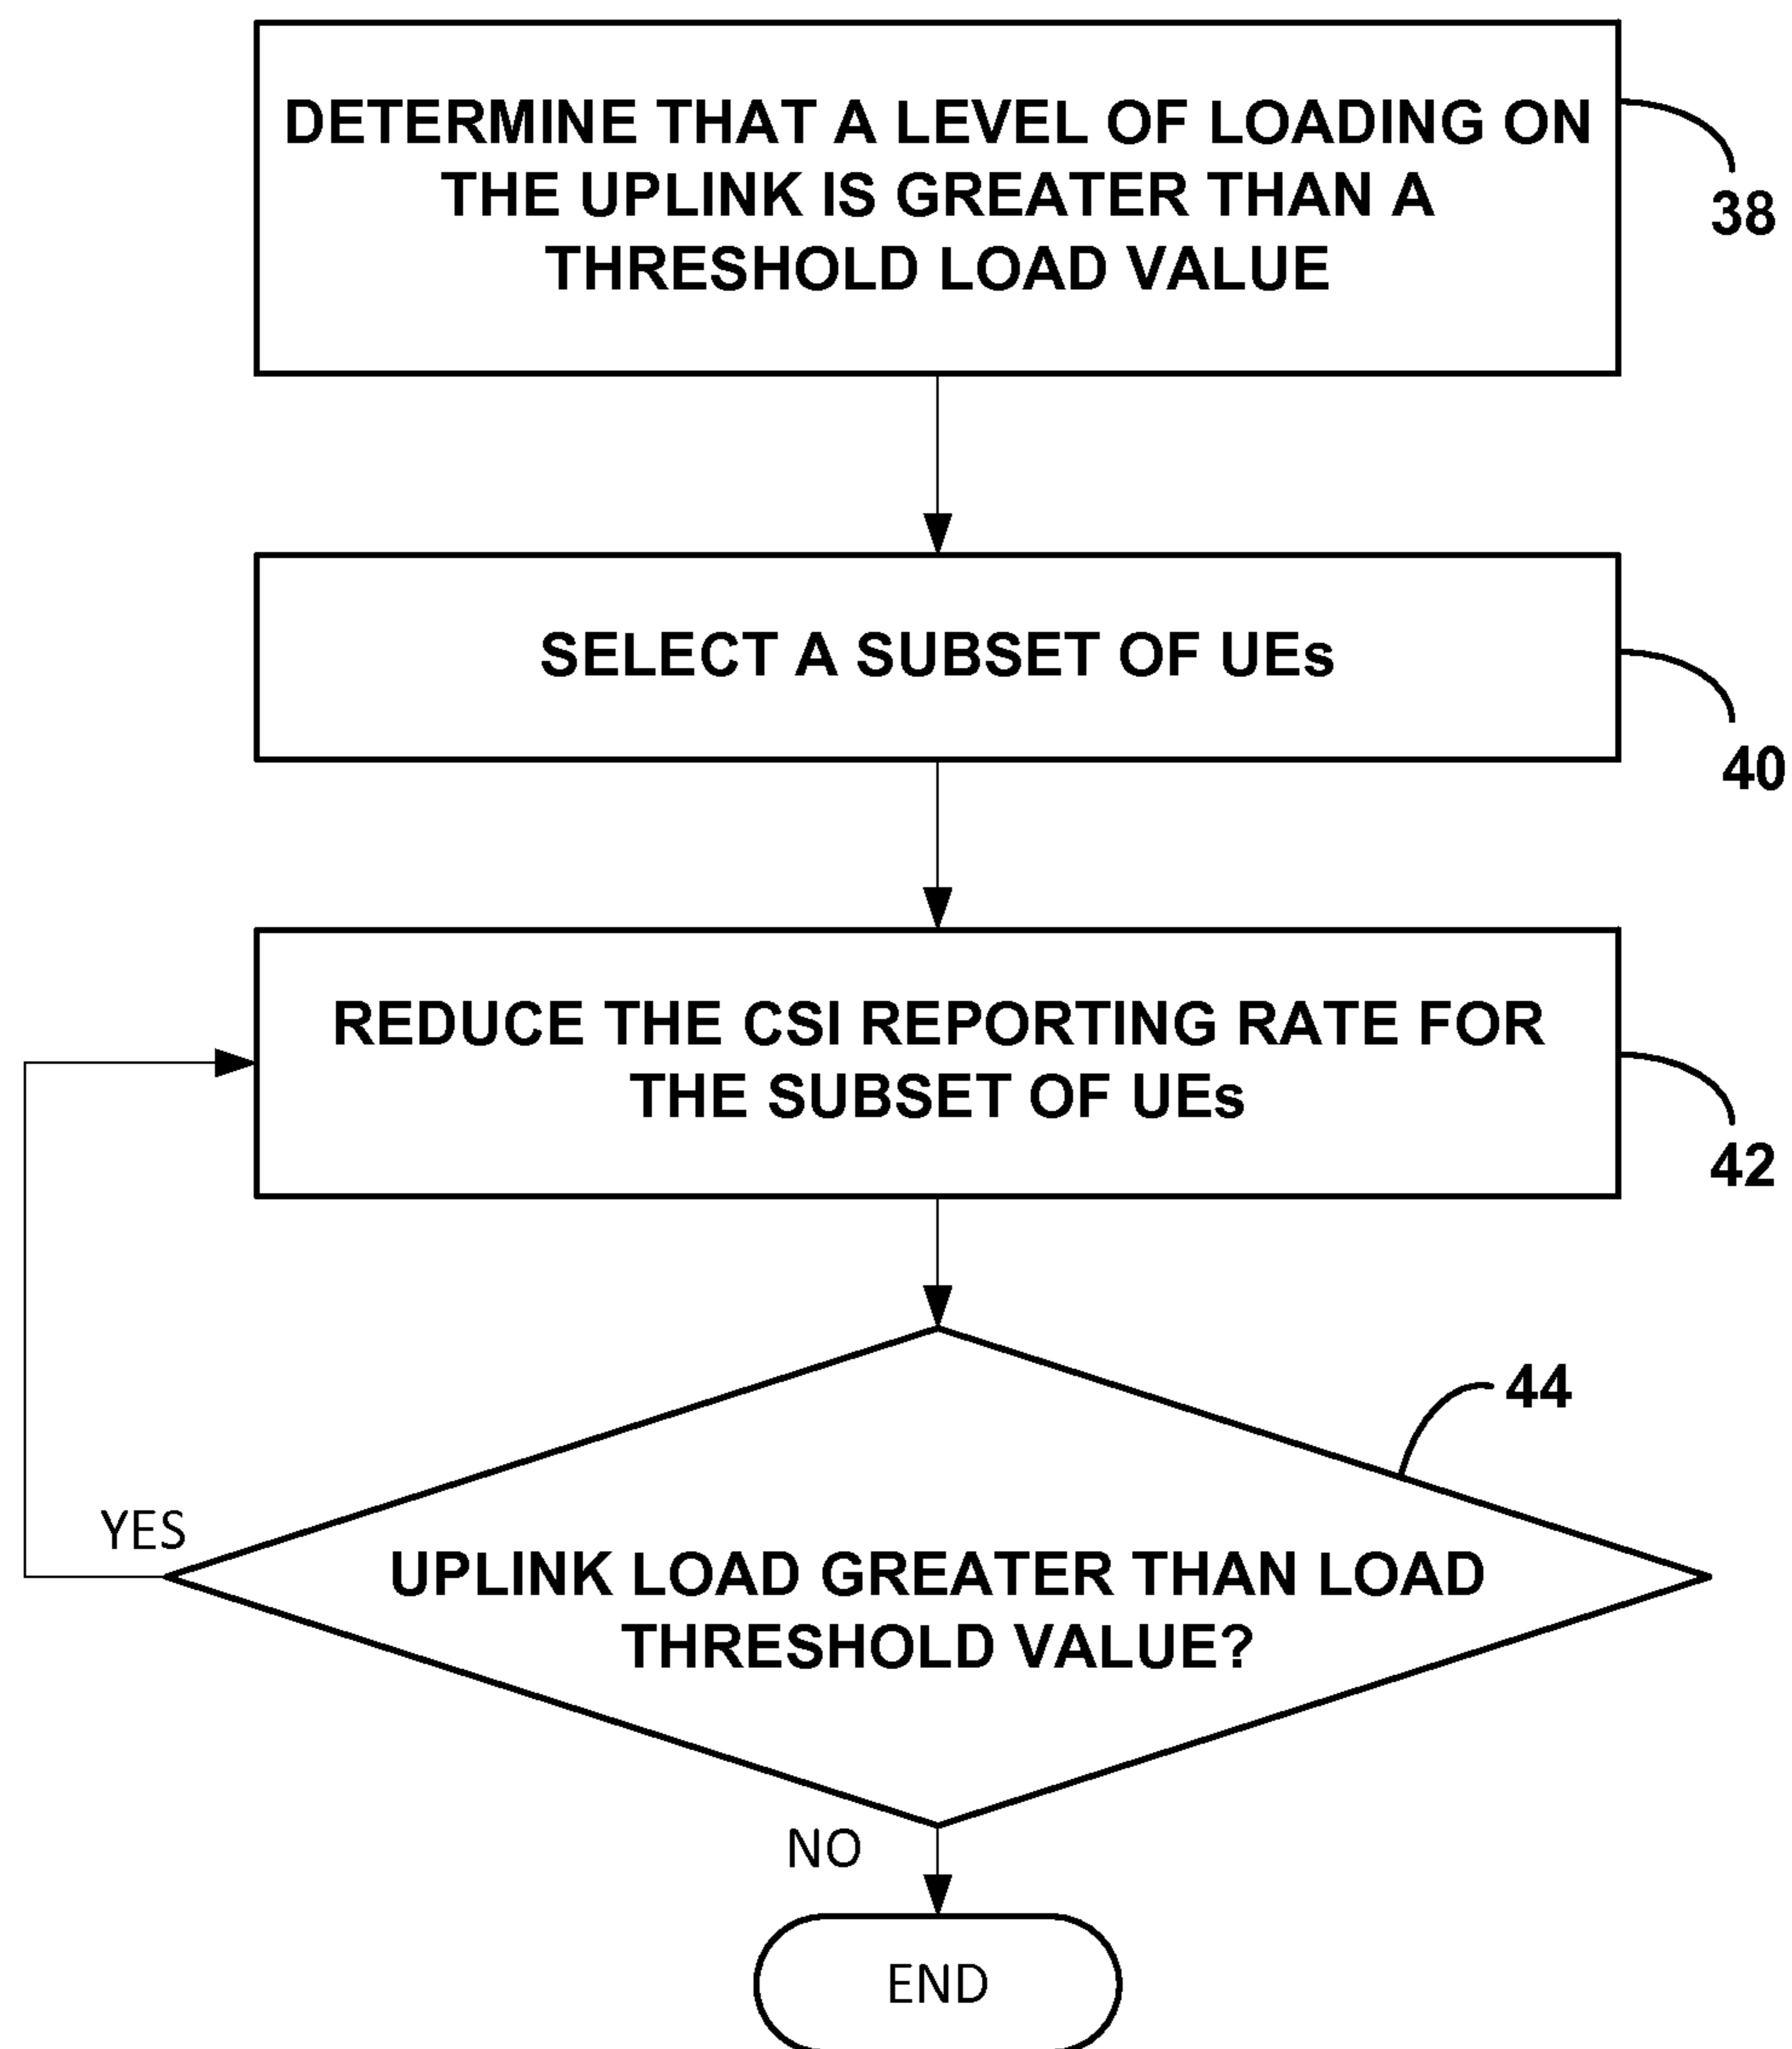 DETERMINE THAT A LEVEL OF LOADING ON
THE UPLINK IS GREATER THAN A
THRESHOLD LOAD VALUE
38
SELECT A SUBSET OF UEs
40
REDUCE THE CSI REPORTING RATE FOR
THE SUBSET OF UEs
42
44
YES
UPLINK LOAD GREATER THAN LOAD
THRESHOLD VALUE?
NO
END